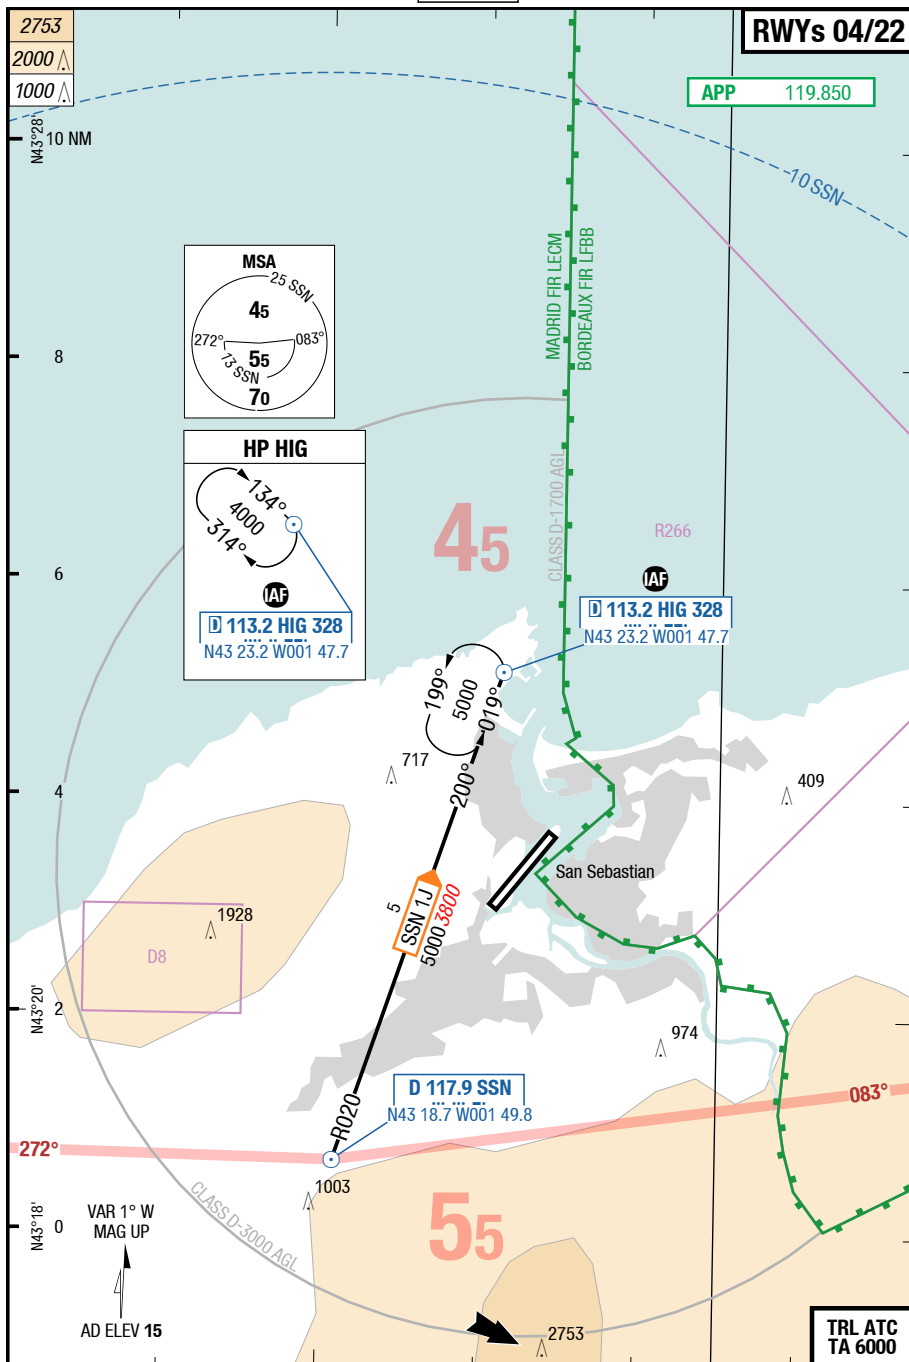 2753
2000
1000
RWYs 04/22
APP 119.850
N43°28'
10 NM
10 SSN
MADRID FIR LECM
BORDEAUX FIR LFBB
MSA
25 SSN
45
272°
083°
13 SSN
55
70
8
HP HIG
134°
4000
314°
IAF
D 113.2 HIG 328
N43 23.2 W001 47.7
CLASS D-1700 AGL
45
R266
6
IAF
D 113.2 HIG 328
N43 23.2 W001 47.7
199°
5000
019°
717
200°
4
409
San Sebastian
5
SSN 1J
5000 3800
1928
D8
N43°20'
2
974
D 117.9 SSN
N43 18.7 W001 49.8
R020
083°
272°
1003
CLASS D-3000 AGL
55
VAR 1° W
MAG UP
N43°18'
0
AD ELEV 15
2753
TRL ATC
TA 6000